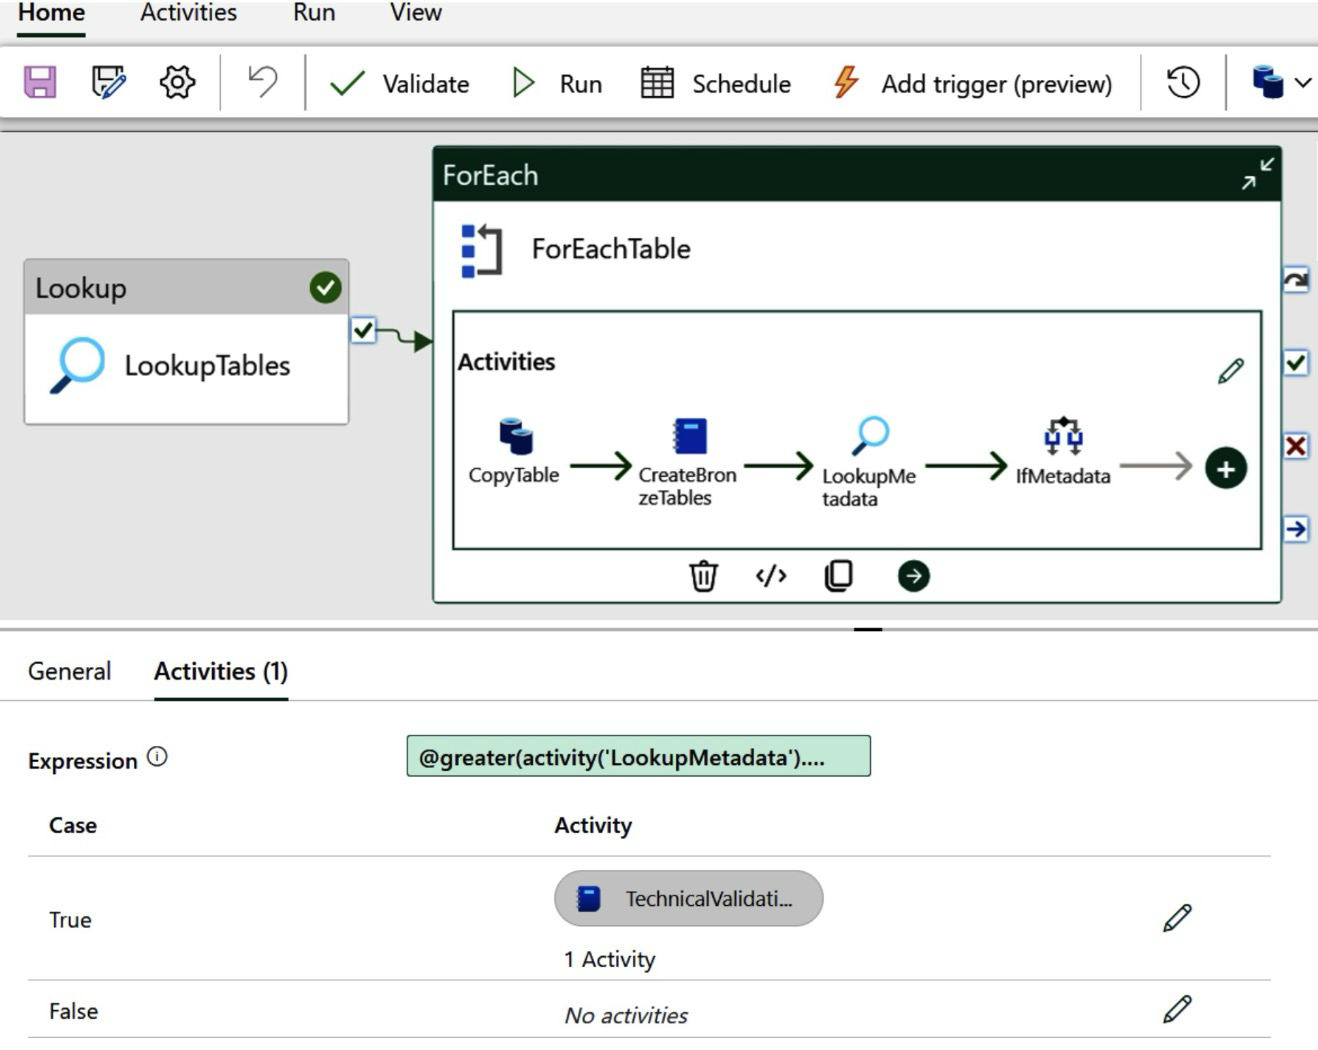 Home Activities Run View
Validate Run Schedule Add trigger (preview)
ForEach
ForEachTable
Lookup
LookupTables
Activities
CopyTable
CreateBron
zeTables
LookupMe
tadata
IfMetadata
General Activities (1)
Expression @greater(activity('LookupMetadata')....
Case Activity
True TechnicalValidati...
1 Activity
False No activities